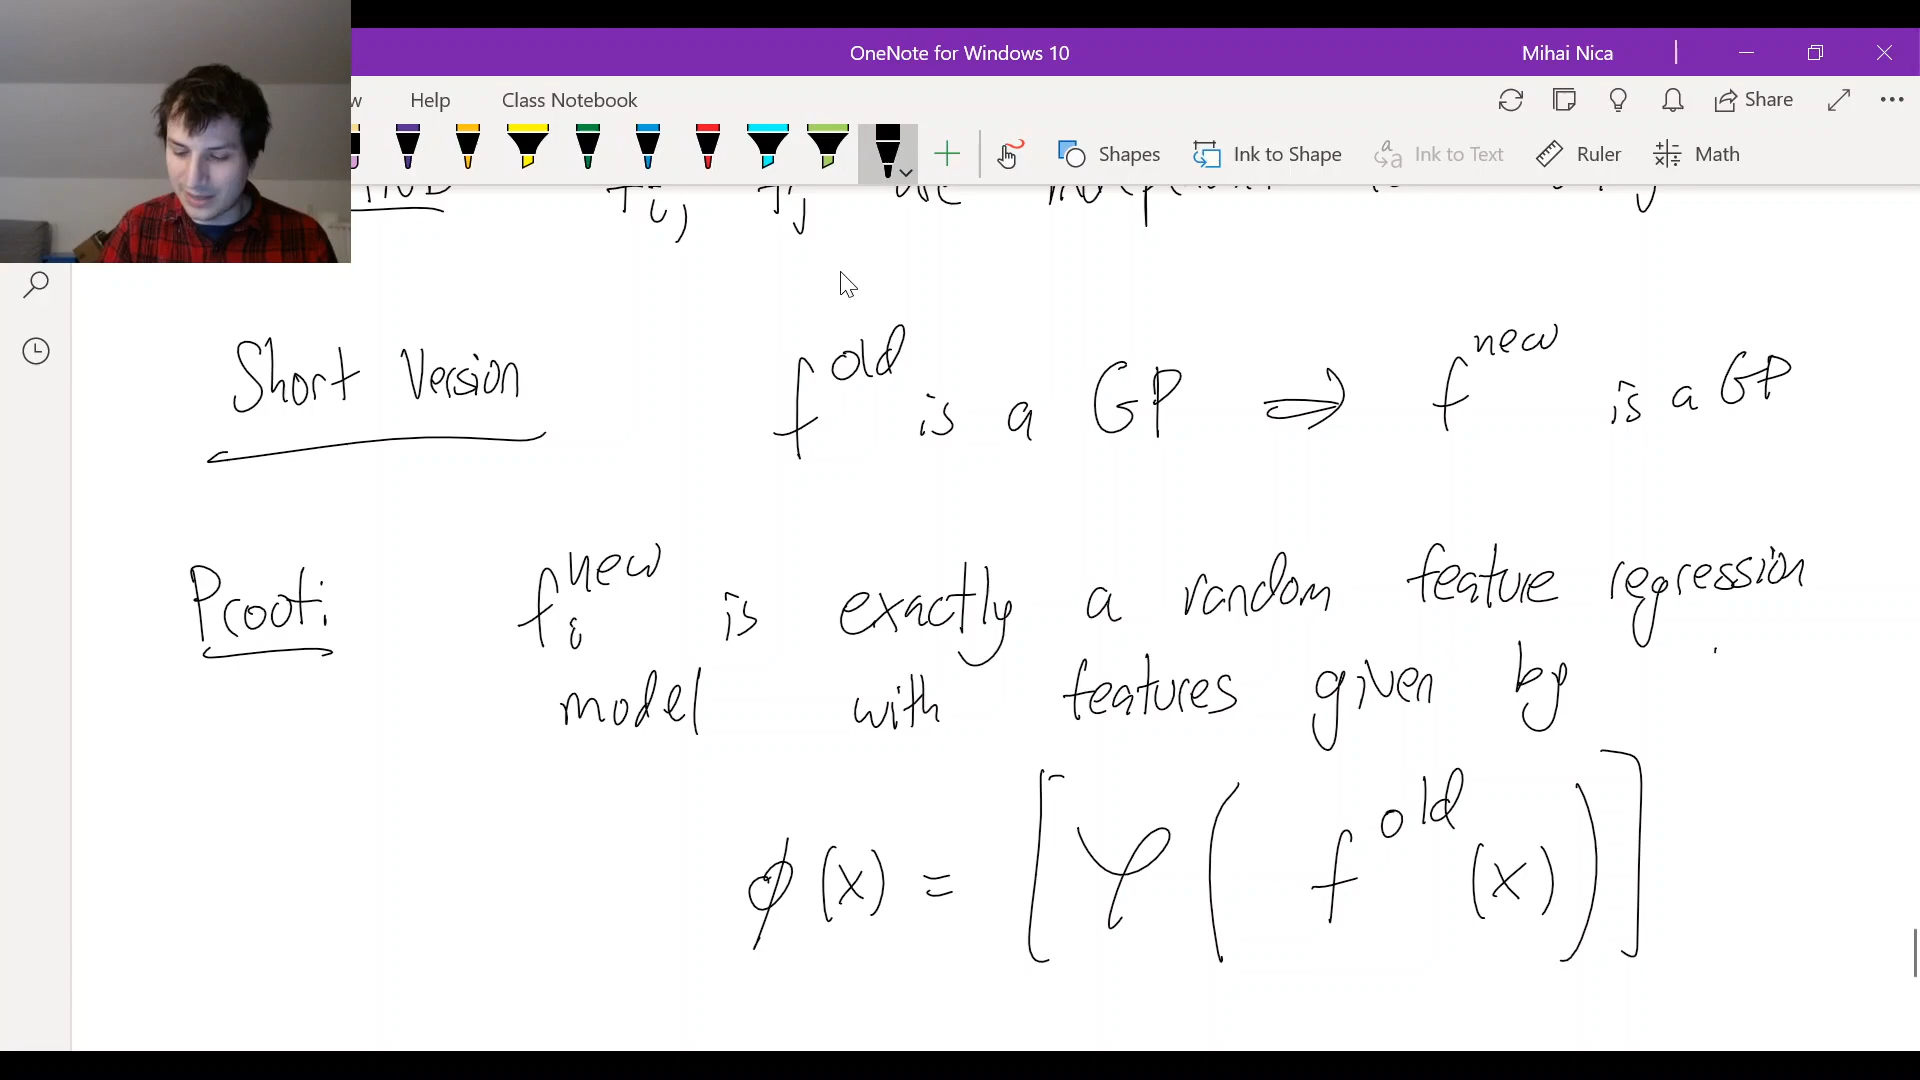 OneNote for Windows 10
Mihai Nica
Help
Class Notebook
Share
Shapes
Ink to Shape
Ink to Text
Ruler
Math
Short Version f^old is a GP ⇒ f^new is a GP
Proof: f_i^new is exactly a random feature regression
model with features given by
φ(x) = [φ(f^old(x))]